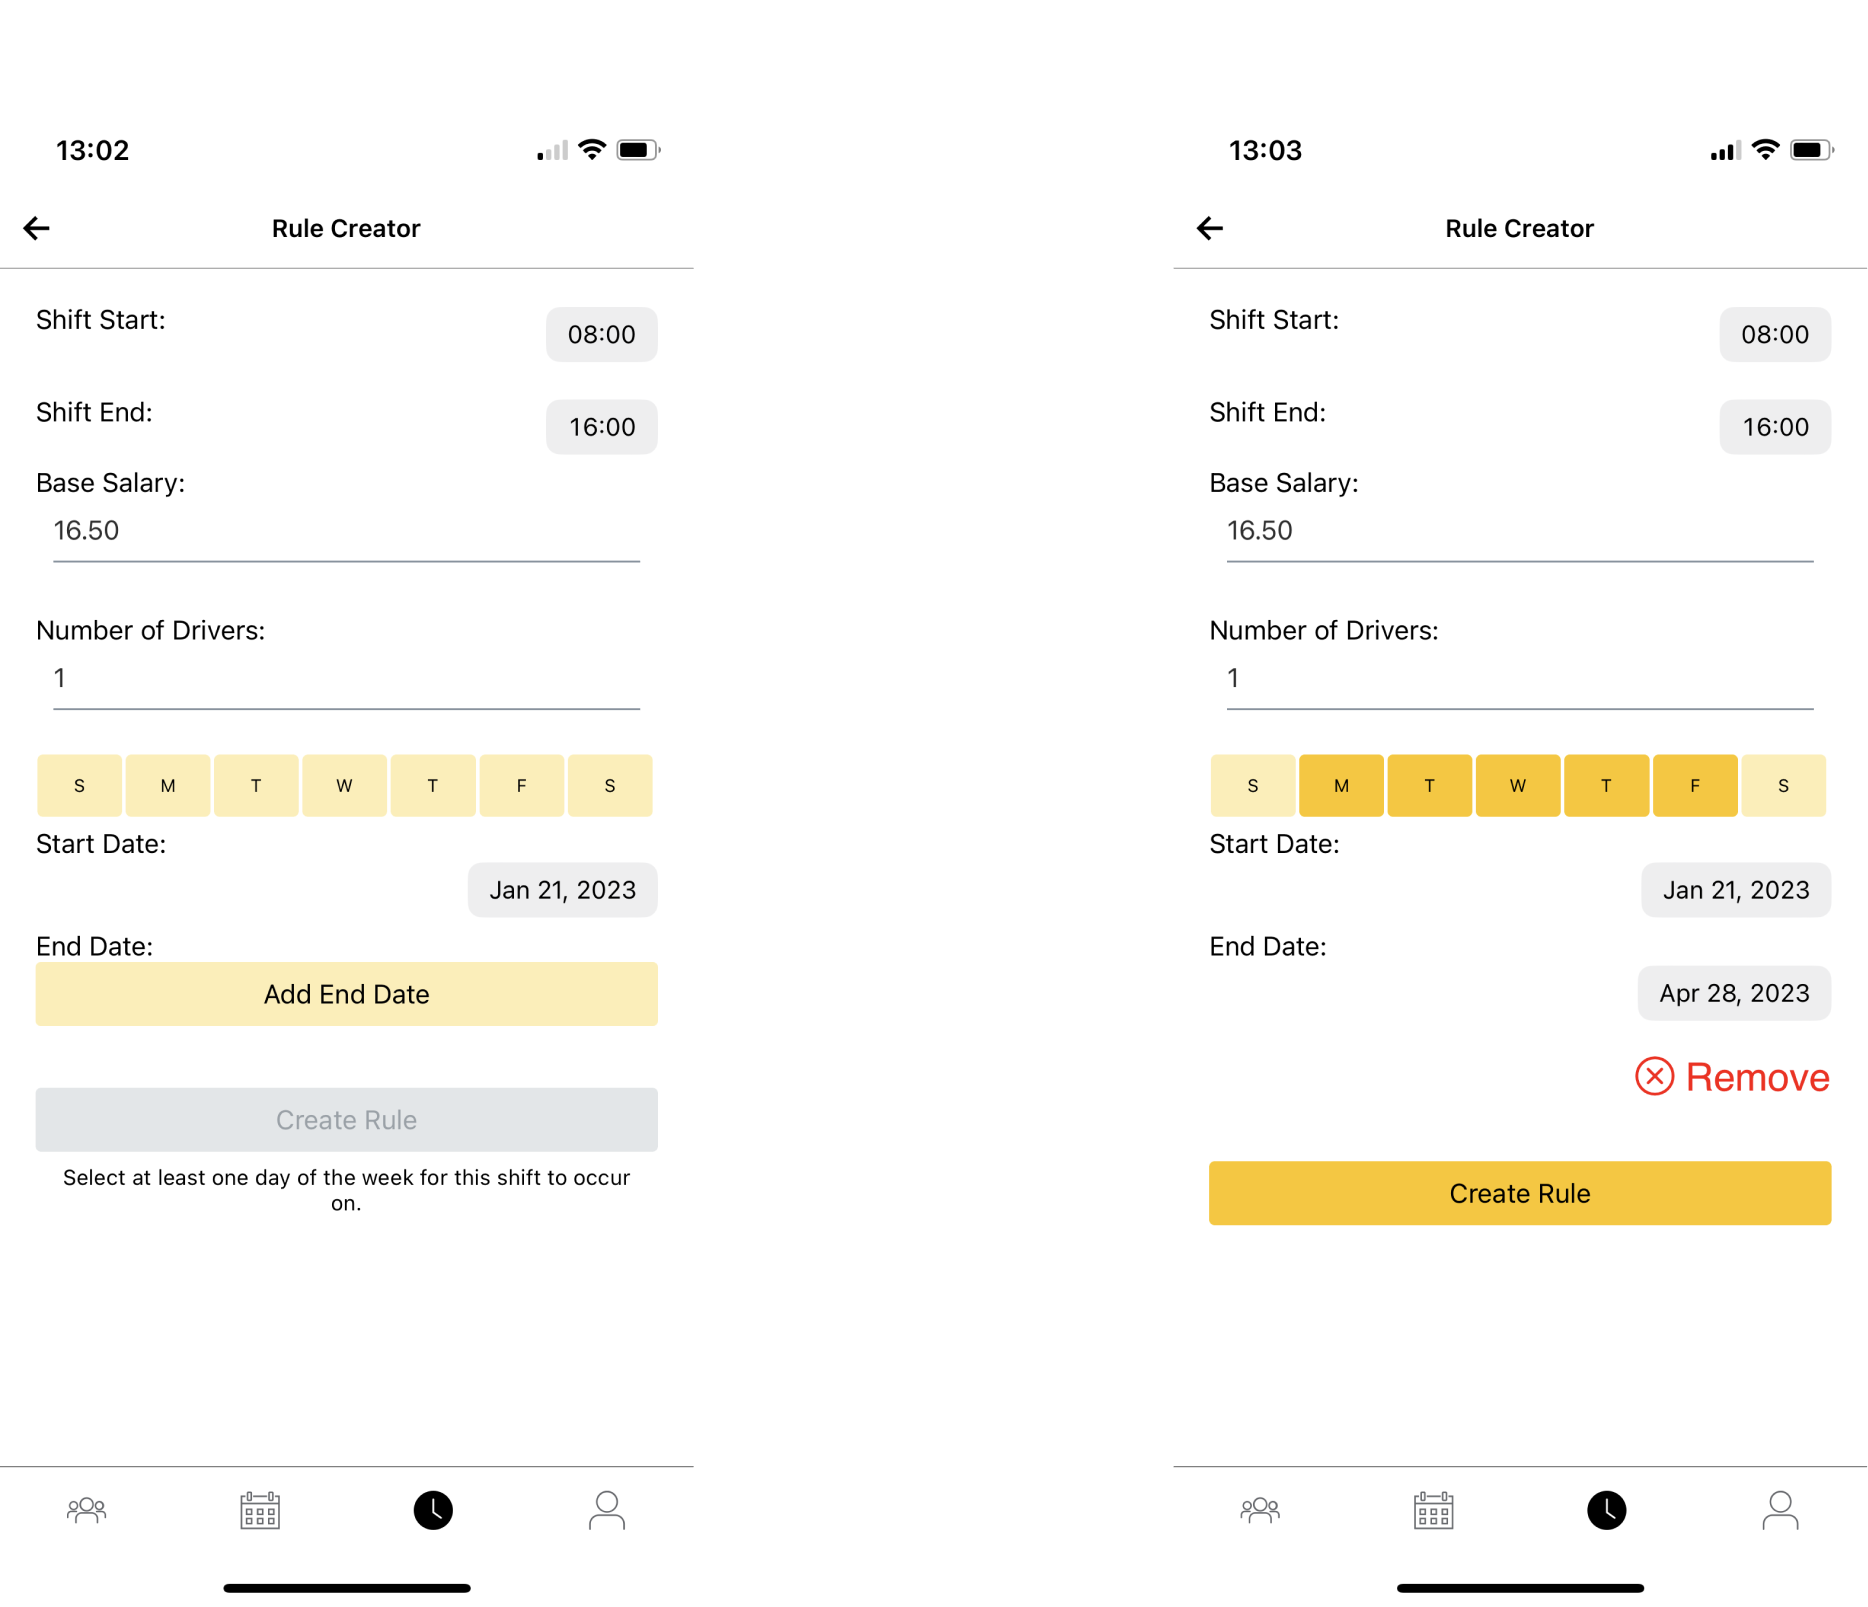 13:02
Rule Creator
Shift Start:
08:00
Shift End:
16:00
Base Salary:
16.50
Number of Drivers:
1
S M T W T F S
Start Date:
Jan 21, 2023
End Date:
Add End Date
Create Rule
Select at least one day of the week for this shift to occur
on.
13:03
Rule Creator
Shift Start:
08:00
Shift End:
16:00
Base Salary:
16.50
Number of Drivers:
1
S M T W T F S
Start Date:
Jan 21, 2023
End Date:
Apr 28, 2023
Remove
Create Rule